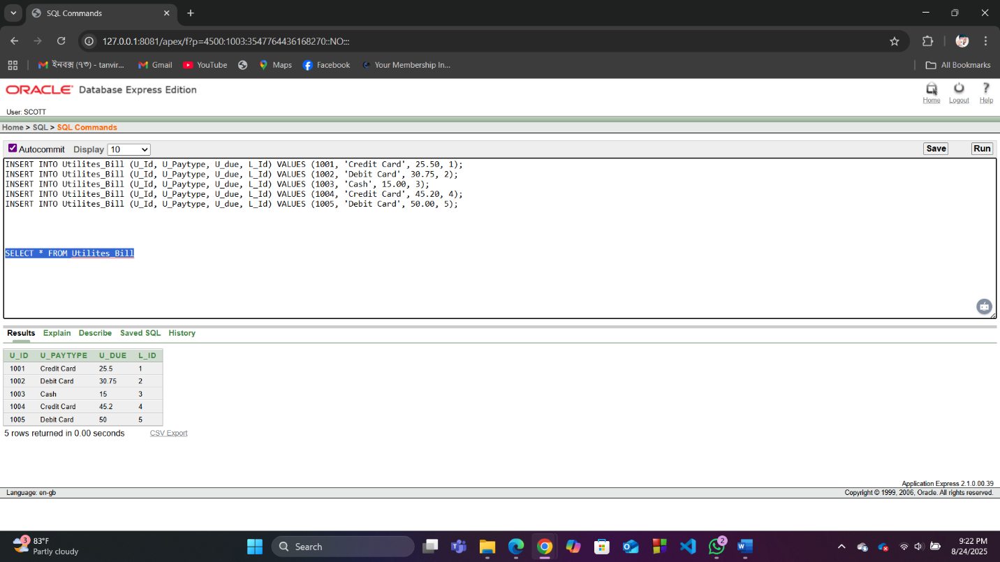 SQL Commands
127.0.0.1:8081/apex/f?p=4500:1003:3547764436168270::NO:::
ইনবক্স (৭৩) - tanvir... Gmail YouTube Maps Facebook Your Membership In... All Bookmarks
ORACLE Database Express Edition
Home Logout Help
User: SCOTT
Home > SQL > SQL Commands
Autocommit Display 10 Save Run
INSERT INTO Utilites_Bill (U_Id, U_Paytype, U_due, L_Id) VALUES (1001, 'Credit Card', 25.50, 1);
INSERT INTO Utilites_Bill (U_Id, U_Paytype, U_due, L_Id) VALUES (1002, 'Debit Card', 30.75, 2);
INSERT INTO Utilites_Bill (U_Id, U_Paytype, U_due, L_Id) VALUES (1003, 'Cash', 15.00, 3);
INSERT INTO Utilites_Bill (U_Id, U_Paytype, U_due, L_Id) VALUES (1004, 'Credit Card', 45.20, 4);
INSERT INTO Utilites_Bill (U_Id, U_Paytype, U_due, L_Id) VALUES (1005, 'Debit Card', 50.00, 5);
SELECT * FROM Utilites_Bill
Results Explain Describe Saved SQL History
U_ID U_PAYTYPE U_DUE L_ID
1001 Credit Card 25.5 1
1002 Debit Card 30.75 2
1003 Cash 15 3
1004 Credit Card 45.2 4
1005 Debit Card 50 5
5 rows returned in 0.00 seconds CSV Export
Application Express 2.1.0.00.39
Language: en-gb Copyright © 1999, 2006, Oracle. All rights reserved.
3 83°F
Partly cloudy
Search
2
9:22 PM
8/24/2025